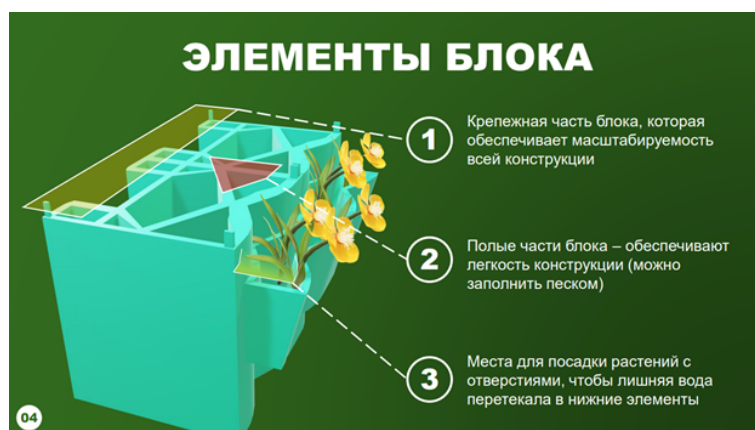 ЭЛЕМЕНТЫ БЛОКА
1
Крепежная часть блока, которая
обеспечивает масштабируемость
всей конструкции
2
Полые части блока – обеспечивают
легкость конструкции (можно
заполнить песком)
3
Места для посадки растений с
отверстиями, чтобы лишняя вода
перетекала в нижние элементы
04